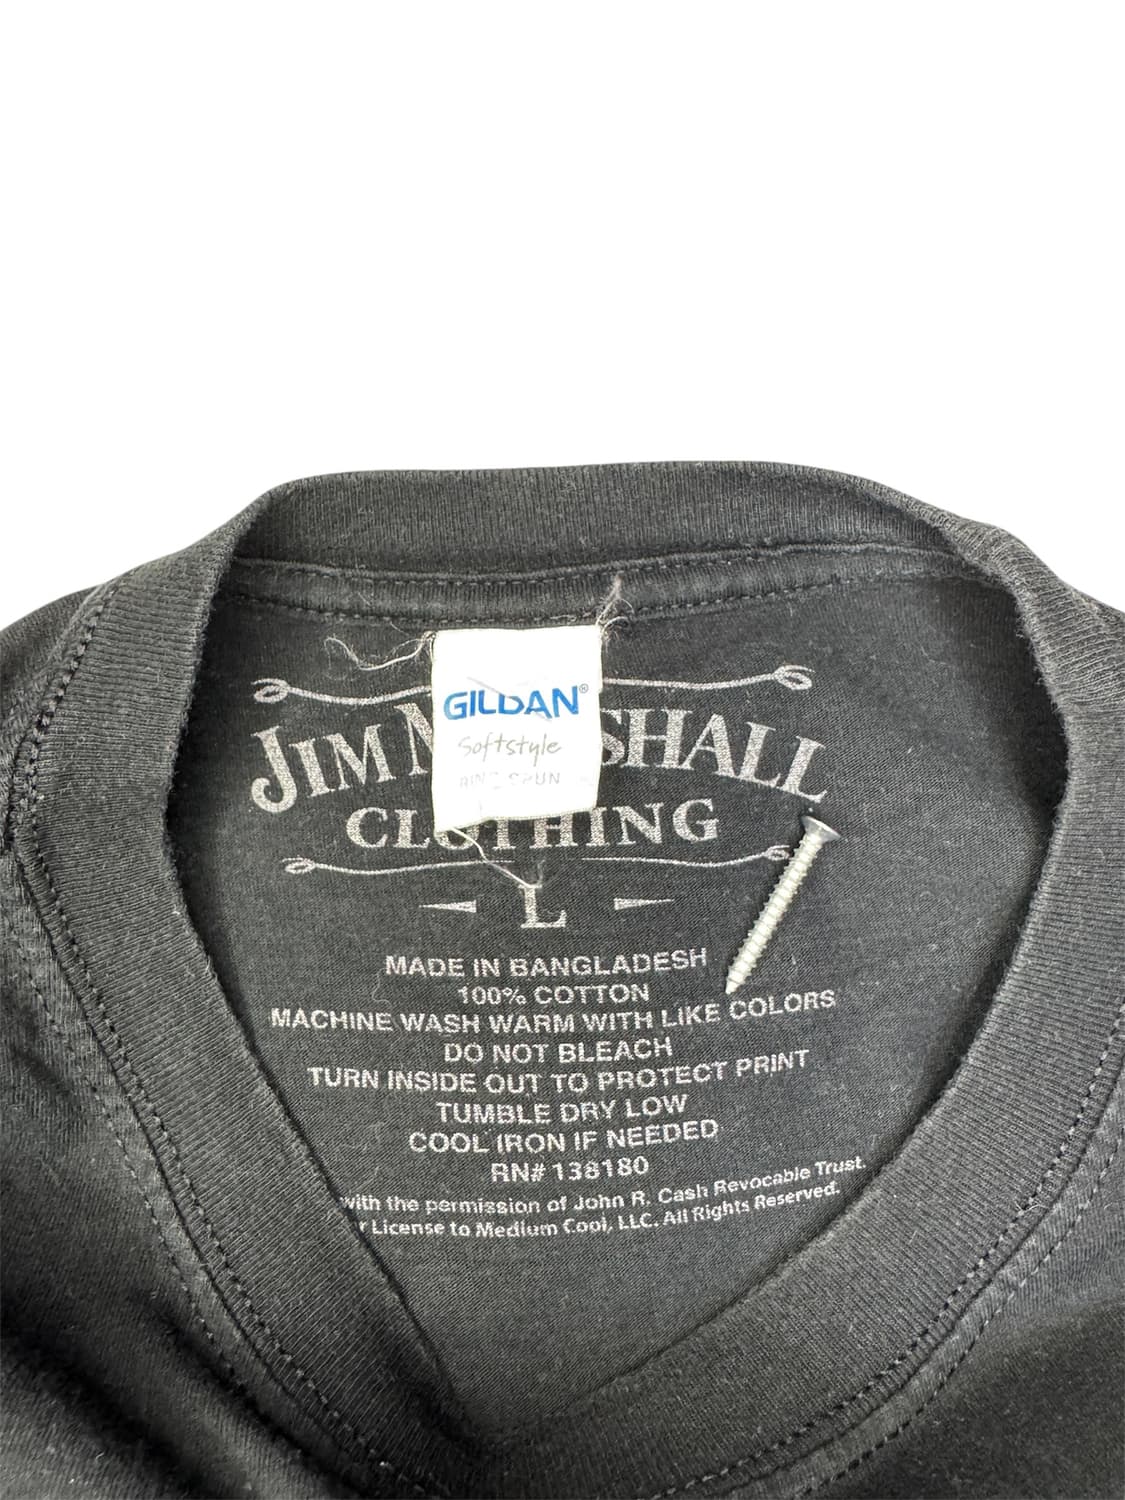 GILDAN®
Softstyle
RING SPUN
JIM SHALL
CLOTHING
L
MADE IN BANGLADESH
100% COTTON
MACHINE WASH WARM WITH LIKE COLORS
DO NOT BLEACH
TURN INSIDE OUT TO PROTECT PRINT
TUMBLE DRY LOW
COOL IRON IF NEEDED
RN# 138180
with the permission of John R. Cash Revocable Trust.
License to Medium Cool, LLC. All Rights Reserved.